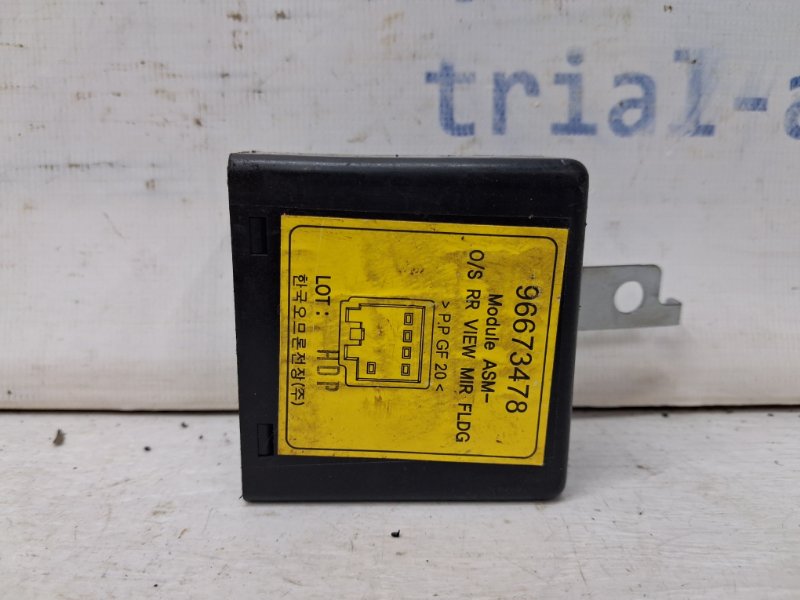 trial-a
96673478
Module ASM-
O/S RR VIEW MIR FLDG
>P.P GF 20<
LOT: HOP
한국오므론전장(주)